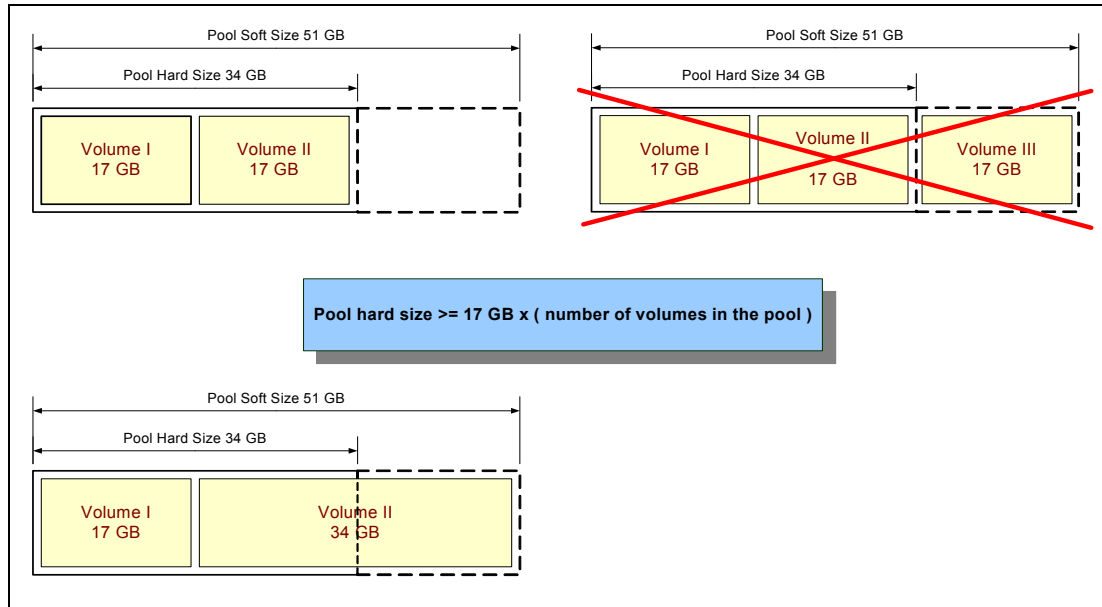 Pool Soft Size 51 GB
Pool Hard Size 34 GB
Volume I
17 GB
Volume II
17 GB
Pool Soft Size 51 GB
Pool Hard Size 34 GB
Volume I
17 GB
Volume II
17 GB
Volume III
17 GB
Pool hard size >= 17 GB x ( number of volumes in the pool )
Pool Soft Size 51 GB
Pool Hard Size 34 GB
Volume I
17 GB
Volume II
34 GB